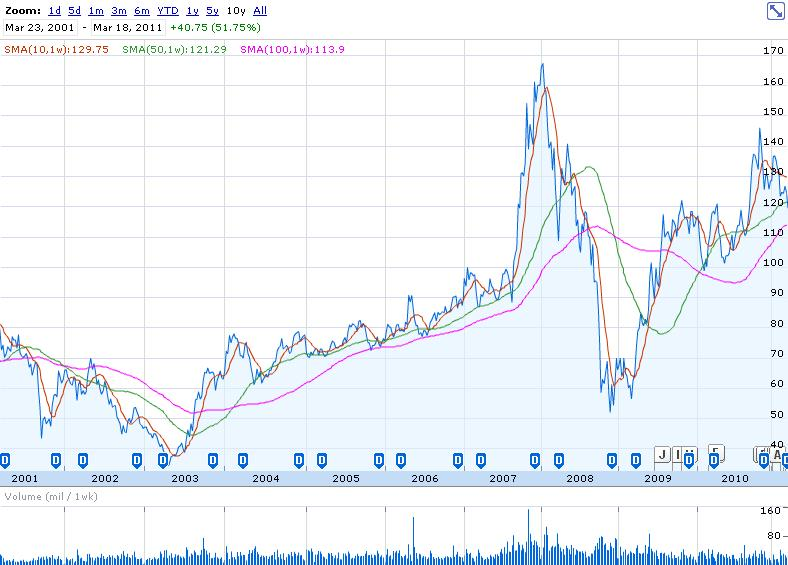 Zoom: 1d 5d 1m 3m 6m YTD 1y 5y 10y All
Mar 23, 2001 - Mar 18, 2011 +40.75 (51.75%)
SMA(10,1w):129.75 SMA(50,1w):121.29 SMA(100,1w):113.9
170
160
150
140
130
120
110
100
90
80
70
60
50
40
D D D D D D D D D D D D D D D D J I D F D A D
2001 2002 2003 2004 2005 2006 2007 2008 2009 2010
Volume (mil / 1wk)
160
80